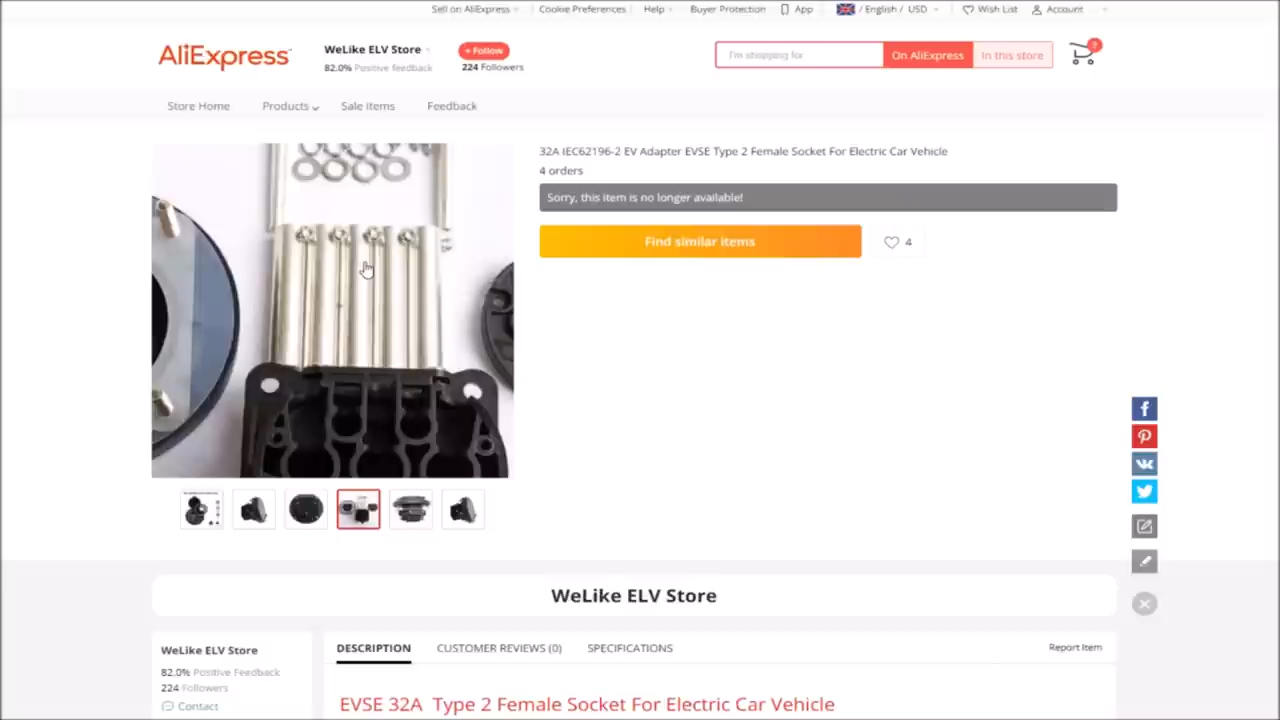 Sell on AliExpress
Cookie Preferences
Help
Buyer Protection
App
/ English / USD
Wish List
Account
AliExpress
WeLike ELV Store
82.0% Positive feedback
+ Follow
224 Followers
I'm shopping for
On AliExpress
In this store
?
Store Home
Products
Sale items
Feedback
32A IEC62196-2 EV Adapter EVSE Type 2 Female Socket For Electric Car Vehicle
4 orders
Sorry, this item is no longer available!
Find similar items
4
WeLike ELV Store
WeLike ELV Store
82.0% Positive Feedback
224 Followers
Contact
DESCRIPTION
CUSTOMER REVIEWS (0)
SPECIFICATIONS
Report Item
EVSE 32A Type 2 Female Socket For Electric Car Vehicle